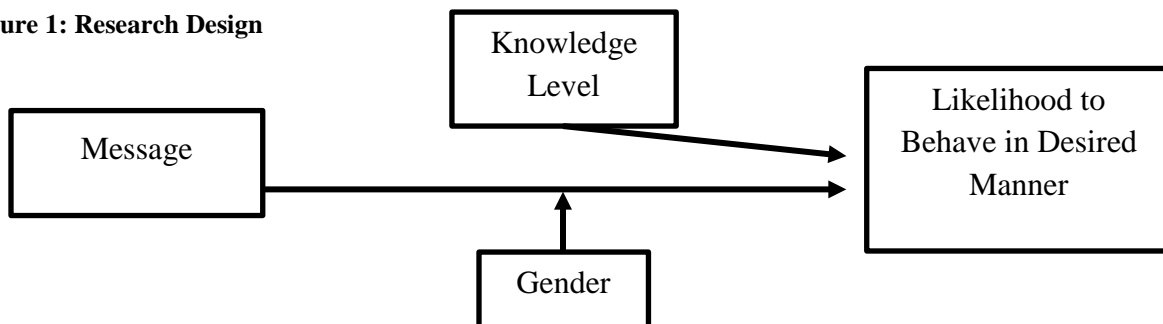 ure 1: Research Design
Knowledge
Level
Message
Likelihood to
Behave in Desired
Manner
Gender